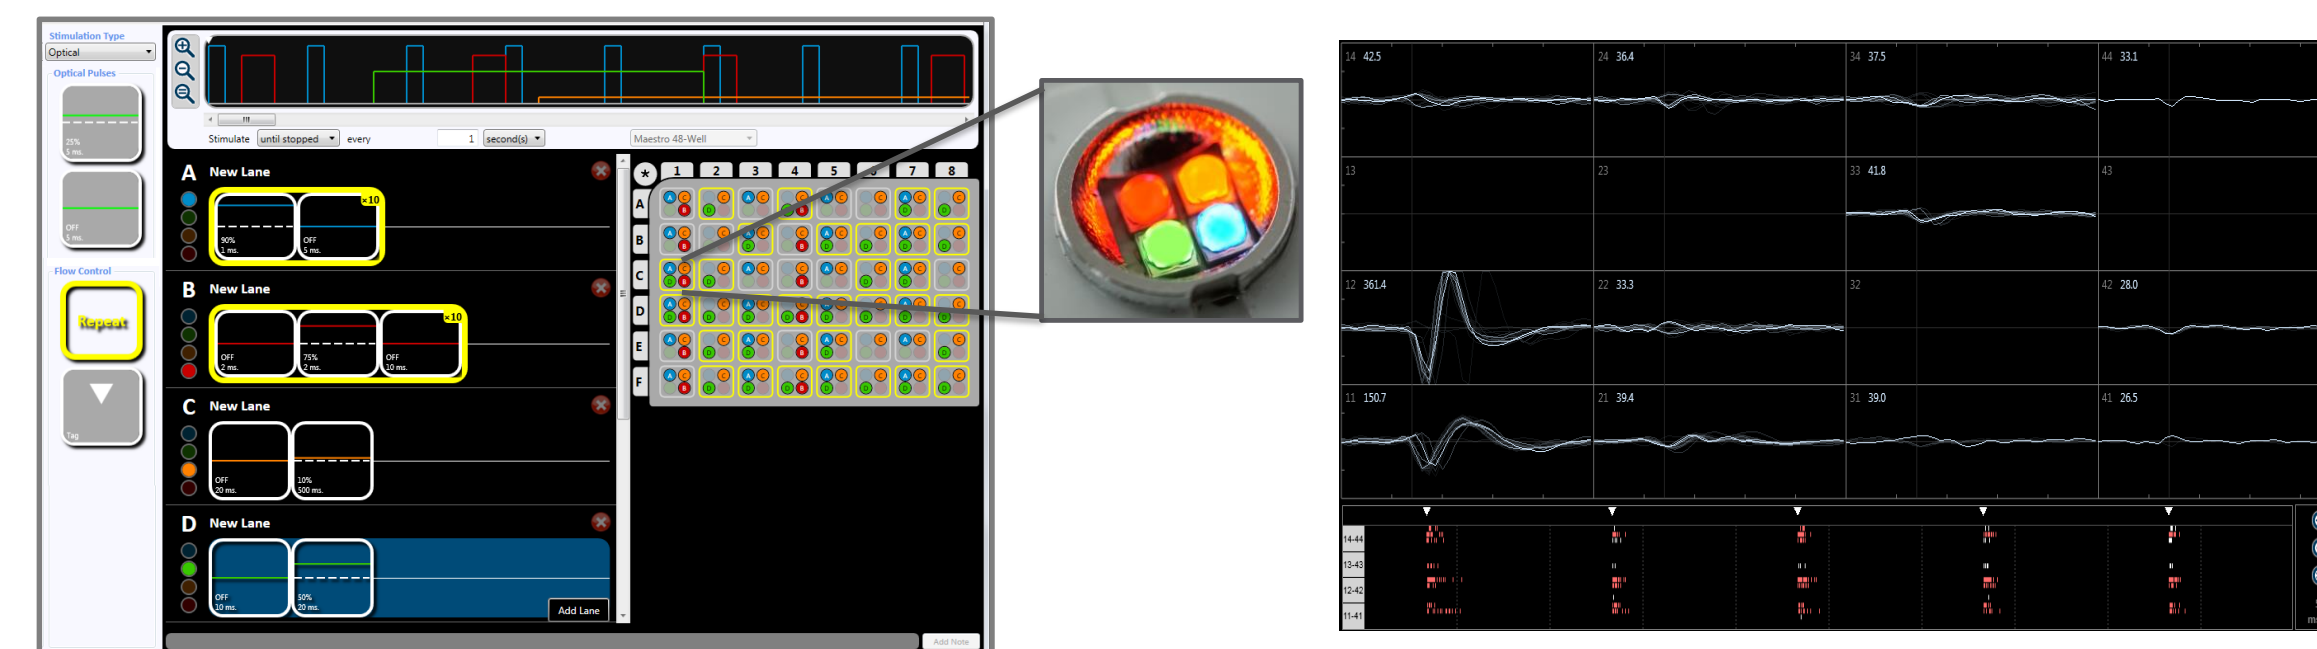 Stimulation Type
Optical
Optical Pulses
25%
5 ms.
OFF
5 ms.
Flow Control
Repeat
Tag
Stimulate until stopped every 1 second(s) Maestro 48-Well
A New Lane
×10
90%
1 ms.
OFF
5 ms.
B New Lane
×10
OFF
2 ms.
75%
2 ms.
OFF
10 ms.
C New Lane
OFF
20 ms.
10%
500 ms.
D New Lane
OFF
10 ms.
50%
20 ms.
Add Lane
Add Note
* 1 2 3 4 5 6 7 8
A
B
C
D
E
F
14 42.5 24 36.4 34 37.5 44 33.1
13 23 33 41.8 43
12 361.4 22 33.3 32 42 28.0
11 150.7 21 39.4 31 39.0 41 26.5
14-44
13-43
12-42
11-41